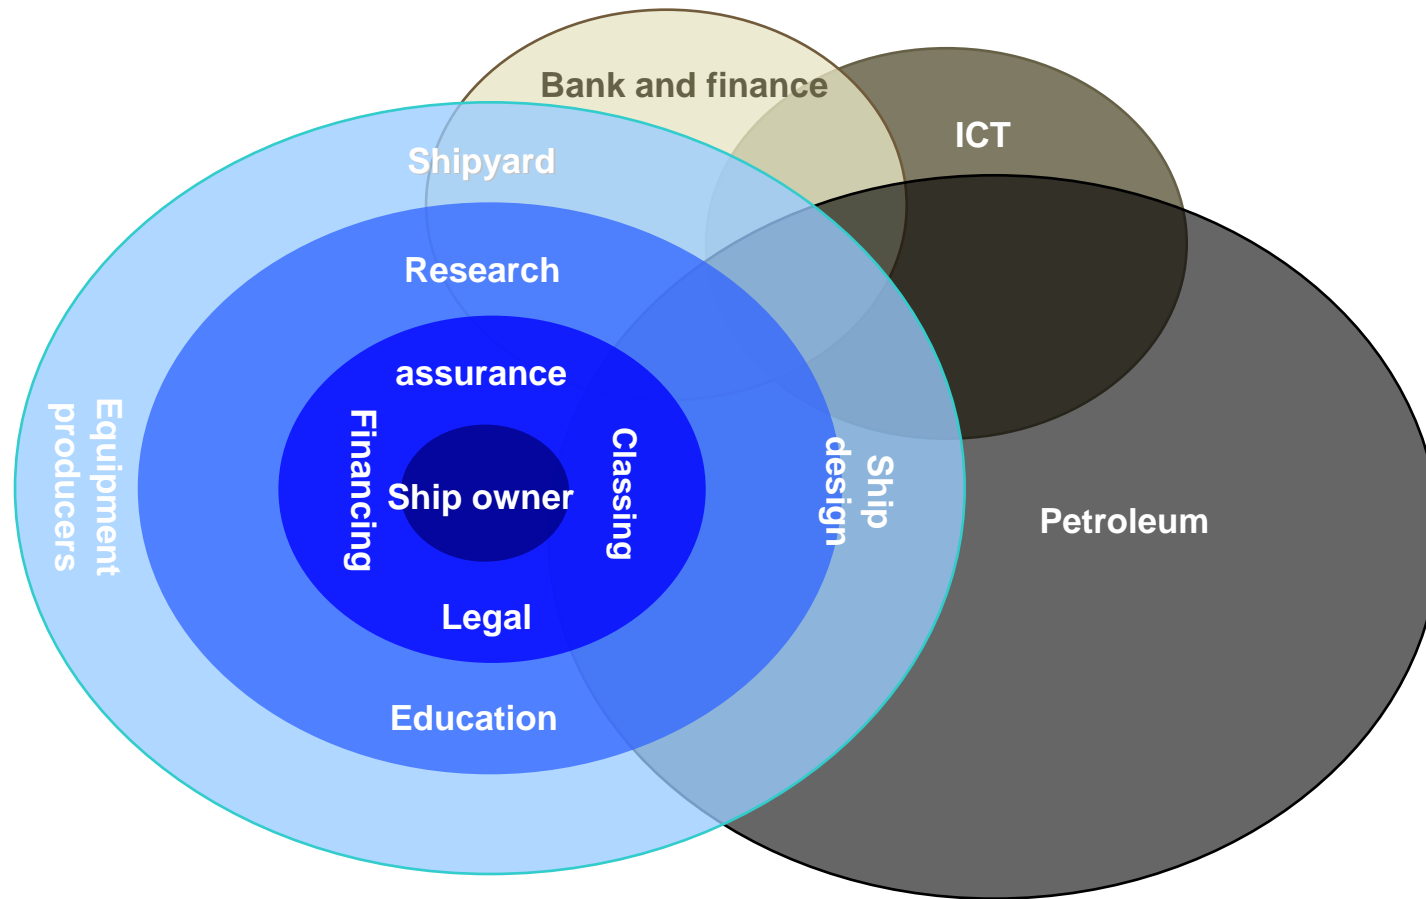 Bank and finance
ICT
Shipyard
Research
assurance
Equipment
producers
Financing
Ship owner
Classing
Ship
design
Petroleum
Legal
Education